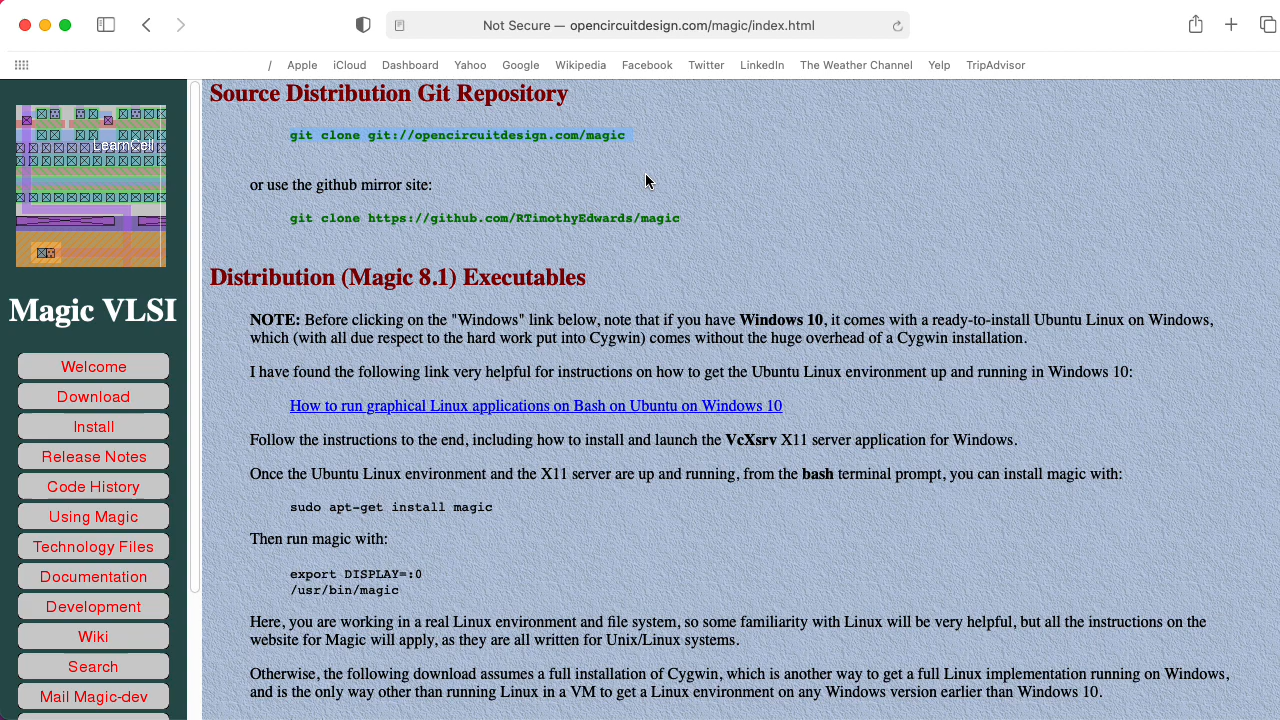 Not Secure — opencircuitdesign.com/magic/index.html
/ Apple iCloud Dashboard Yahoo Google Wikipedia Facebook Twitter LinkedIn The Weather Channel Yelp TripAdvisor
LearnCell
Magic VLSI
Welcome
Download
Install
Release Notes
Code History
Using Magic
Technology Files
Documentation
Development
Wiki
Search
Mail Magic-dev
Source Distribution Git Repository
git clone git://opencircuitdesign.com/magic
or use the github mirror site:
git clone https://github.com/RTimothyEdwards/magic
Distribution (Magic 8.1) Executables
NOTE: Before clicking on the "Windows" link below, note that if you have Windows 10, it comes with a ready-to-install Ubuntu Linux on Windows,
which (with all due respect to the hard work put into Cygwin) comes without the huge overhead of a Cygwin installation.
I have found the following link very helpful for instructions on how to get the Ubuntu Linux environment up and running in Windows 10:
How to run graphical Linux applications on Bash on Ubuntu on Windows 10
Follow the instructions to the end, including how to install and launch the VcXsrv X11 server application for Windows.
Once the Ubuntu Linux environment and the X11 server are up and running, from the bash terminal prompt, you can install magic with:
sudo apt-get install magic
Then run magic with:
export DISPLAY=:0
/usr/bin/magic
Here, you are working in a real Linux environment and file system, so some familiarity with Linux will be very helpful, but all the instructions on the
website for Magic will apply, as they are all written for Unix/Linux systems.
Otherwise, the following download assumes a full installation of Cygwin, which is another way to get a full Linux implementation running on Windows,
and is the only way other than running Linux in a VM to get a Linux environment on any Windows version earlier than Windows 10.